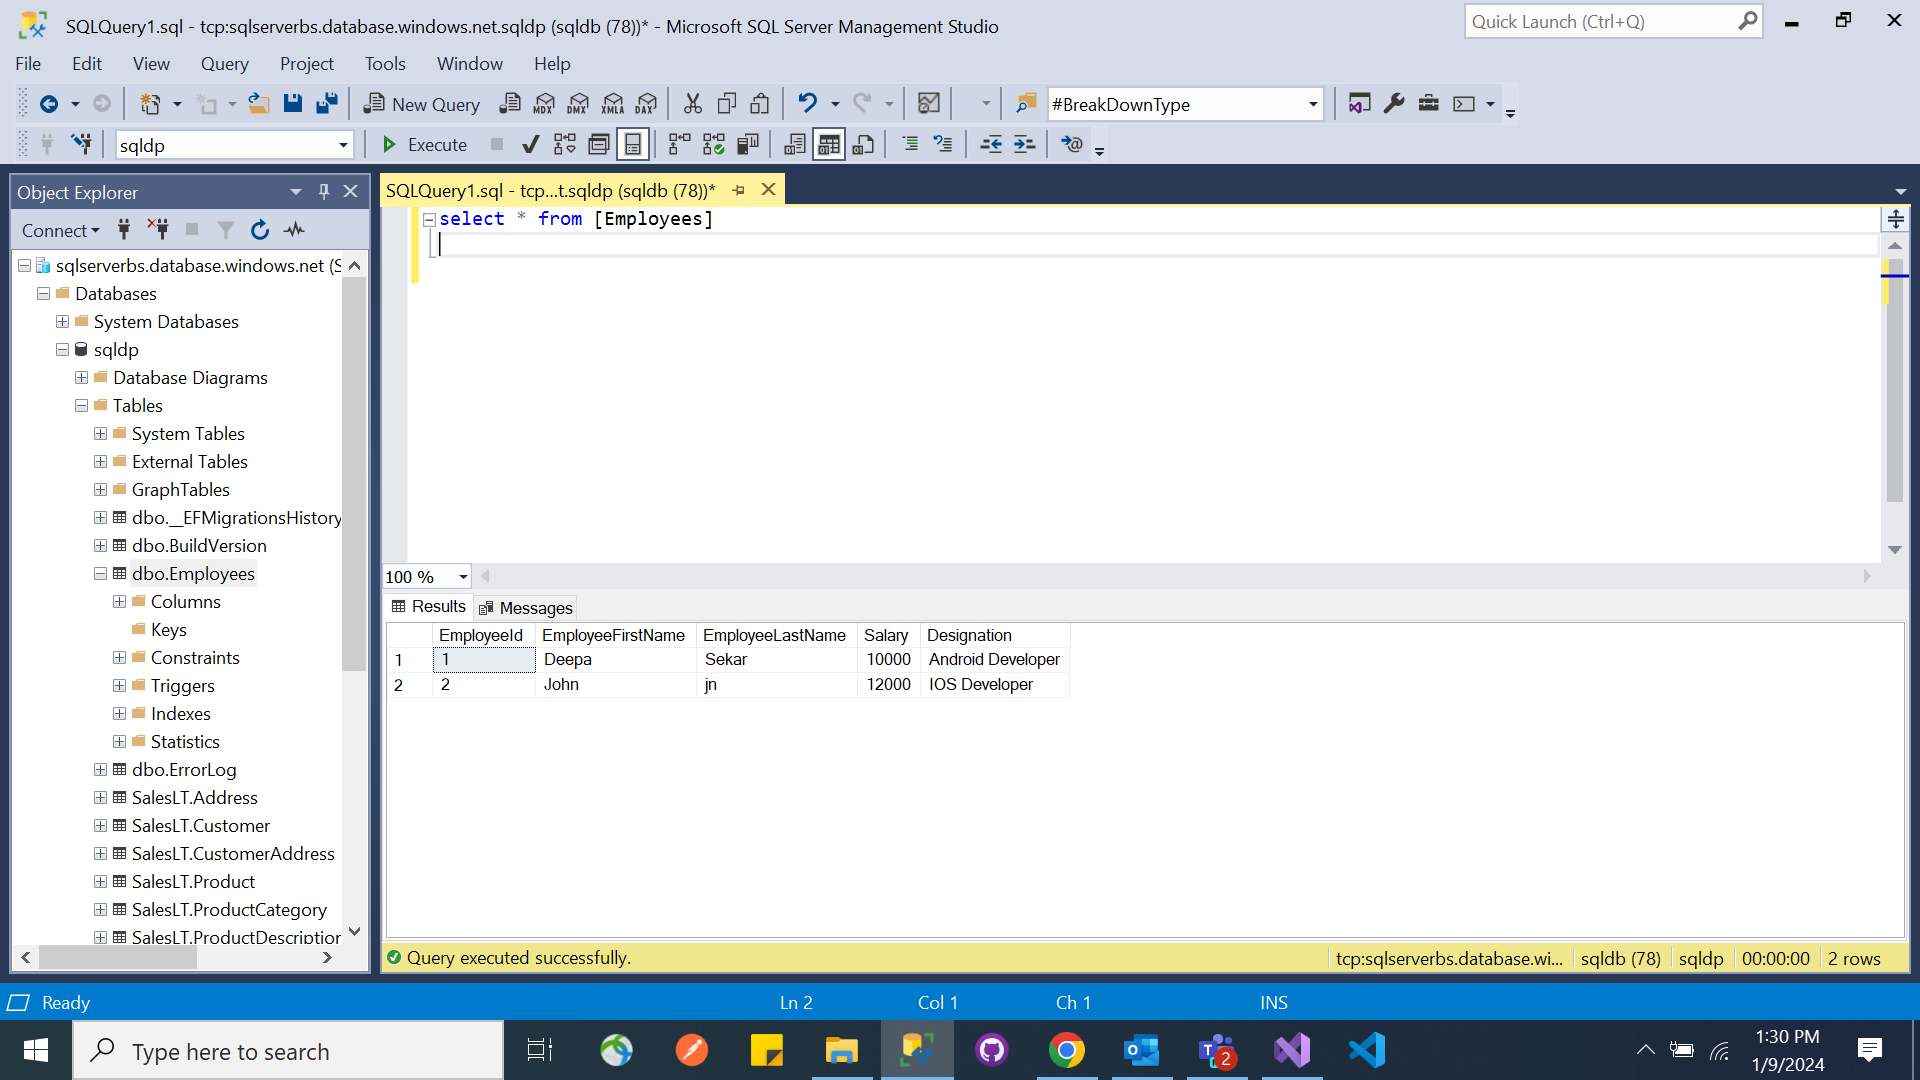 SQLQuery1.sql - tcp:sqlserverbs.database.windows.net.sqldp (sqldb (78))* - Microsoft SQL Server Management Studio
Quick Launch (Ctrl+Q)
File Edit View Query Project Tools Window Help
New Query MDX DMX XMLA DAX #BreakDownType
sqldp Execute
Object Explorer
Connect
sqlserverbs.database.windows.net (S
Databases
System Databases
sqldp
Database Diagrams
Tables
System Tables
External Tables
GraphTables
dbo.__EFMigrationsHistory
dbo.BuildVersion
dbo.Employees
Columns
Keys
Constraints
Triggers
Indexes
Statistics
dbo.ErrorLog
SalesLT.Address
SalesLT.Customer
SalesLT.CustomerAddress
SalesLT.Product
SalesLT.ProductCategory
SalesLT.ProductDescription
SQLQuery1.sql - tcp...t.sqldp (sqldb (78))*
select * from [Employees]
100 %
Results Messages
EmployeeId EmployeeFirstName EmployeeLastName Salary Designation
1 1 Deepa Sekar 10000 Android Developer
2 2 John jn 12000 IOS Developer
Query executed successfully. tcp:sqlserverbs.database.wi... sqldb (78) sqldp 00:00:00 2 rows
Ready Ln 2 Col 1 Ch 1 INS
Type here to search
2
1:30 PM
1/9/2024